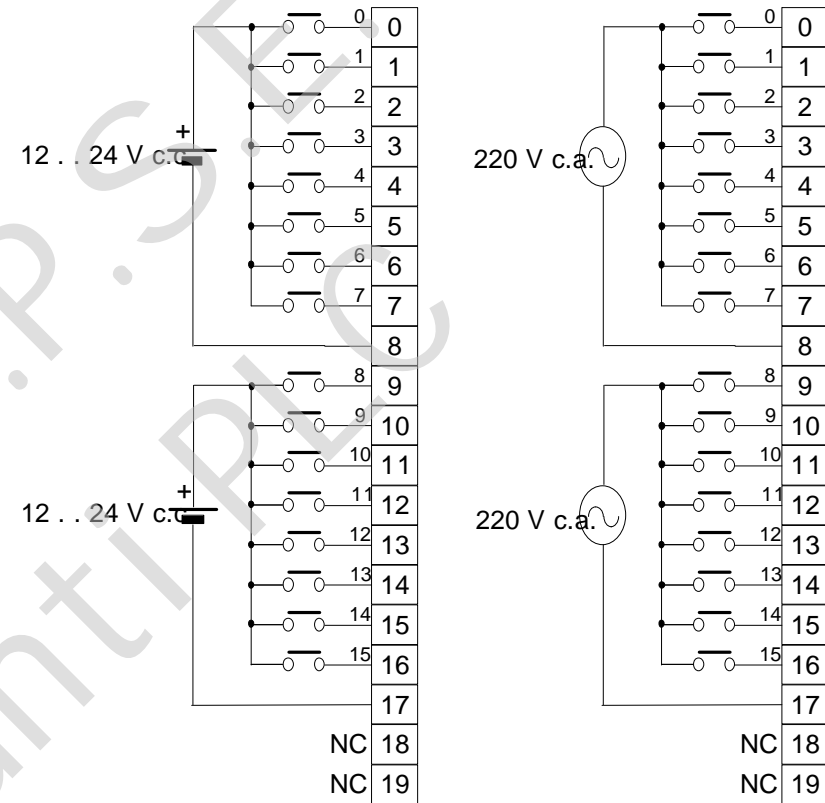 0 0 0 0
1 1 1 1
2 2 2 2
+
3 3 3 3
12 . . 24 V c.c. 220 V c.a.
4 4 4 4
5 5 5 5
6 6 6 6
7 7 7 7
8 8
8 9 8 9
9 10 9 10
10 11 10 11
+
11 12 11 12
12 . . 24 V c.c. 220 V c.a.
12 13 12 13
13 14 13 14
14 15 14 15
15 16 15 16
17 17
NC 18 NC 18
NC 19 NC 19
.P.S.E.
anti PLC